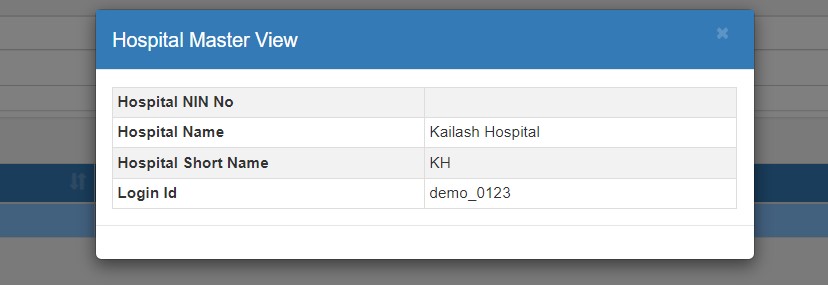 Hospital Master View
Hospital NIN No
Hospital Name Kailash Hospital
Hospital Short Name KH
Login Id demo_0123